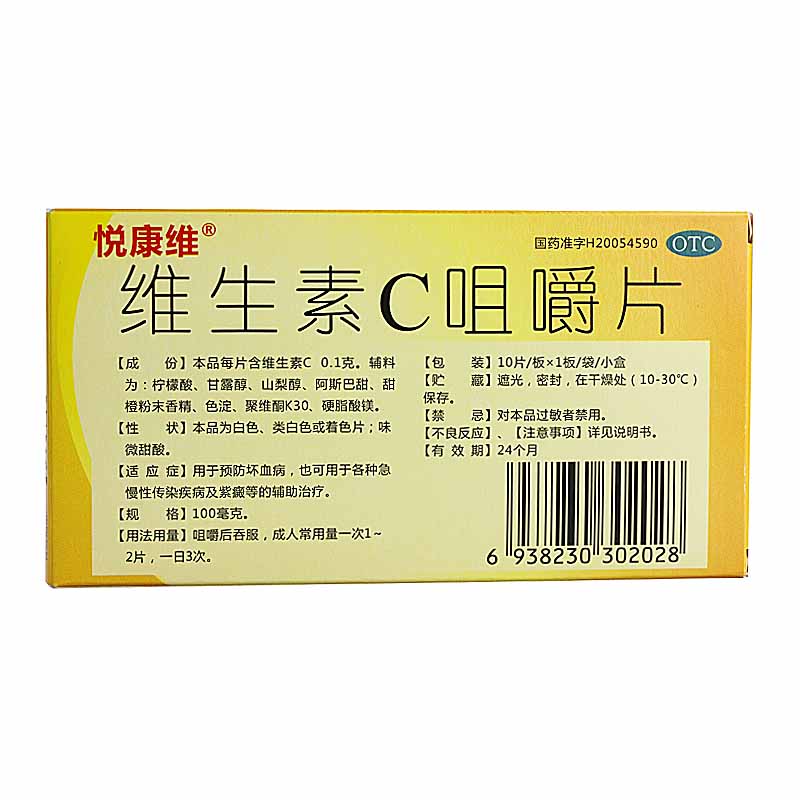 悦康维®
国药准字H20054590 OTC
维生素C咀嚼片
【成 份】本品每片含维生素C 0.1克。辅料
为：柠檬酸、甘露醇、山梨醇、阿斯巴甜、甜
橙粉末香精、色淀、聚维酮K30、硬脂酸镁。
【性 状】本品为白色、类白色或着色片；味
微甜酸。
【适 应 症】用于预防坏血病，也可用于各种急
慢性传染疾病及紫癜等的辅助治疗。
【规 格】100毫克。
【用法用量】咀嚼后吞服，成人常用量一次1~
2片，一日3次。
【包 装】10片/板×1板/袋/小盒
【贮 藏】遮光，密封，在干燥处（10-30℃）
保存。
【禁 忌】对本品过敏者禁用。
【不良反应】、【注意事项】详见说明书。
【有 效 期】24个月
6 938230 302028